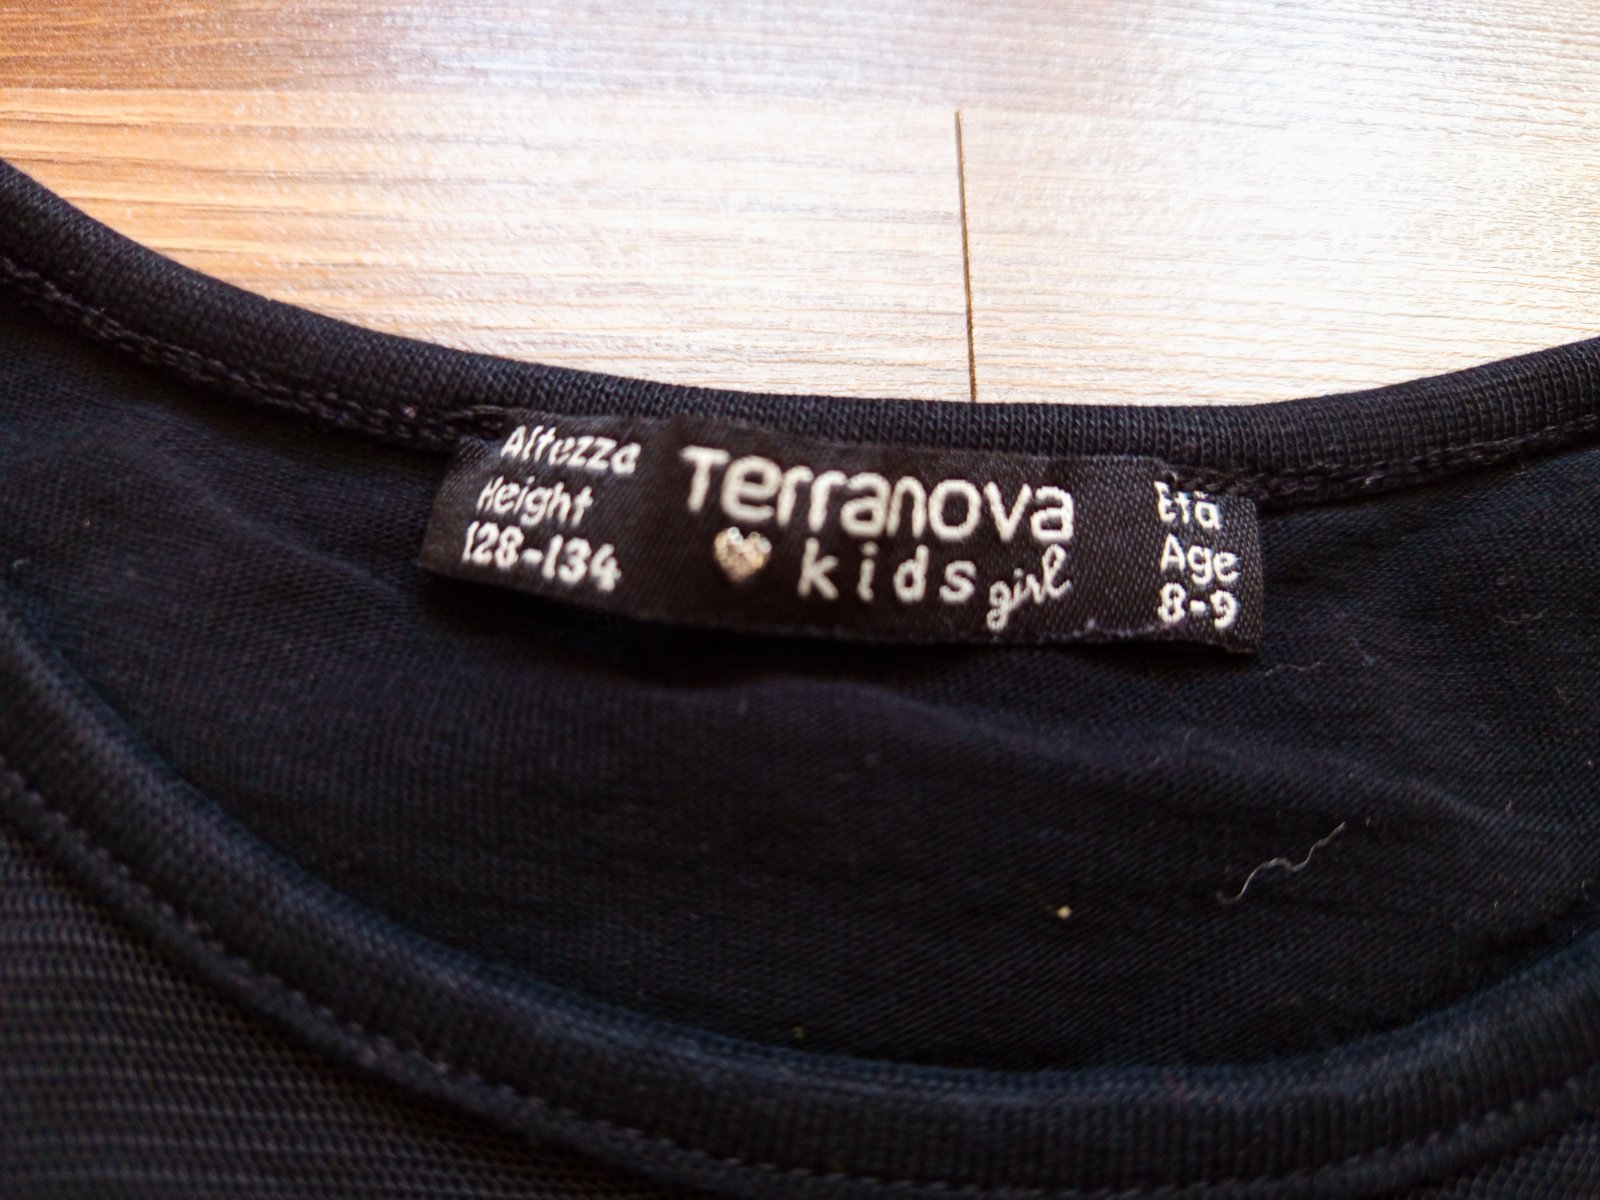 Altezza
Height
128-134
Terranova
kids girl
Età
Age
8-9